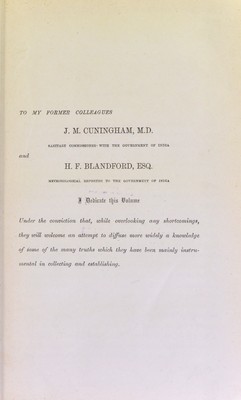 TO MY FORMER COLLEAGUES
J. M. CUNINGHAM, M.D.
SANITARY COMMISSIONER WITH THE GOVERNMENT OF INDIA
and
H. F. BLANDFORD, ESQ.
METEOROLOGICAL REPORTER TO THE GOVERNMENT OF INDIA
I Dedicate this Volume
Under the conviction that, while overlooking any shortcomings,
they will welcome an attempt to diffuse more widely a knowledge
of some of the many truths which they have been mainly instru-
mental in collecting and establishing.